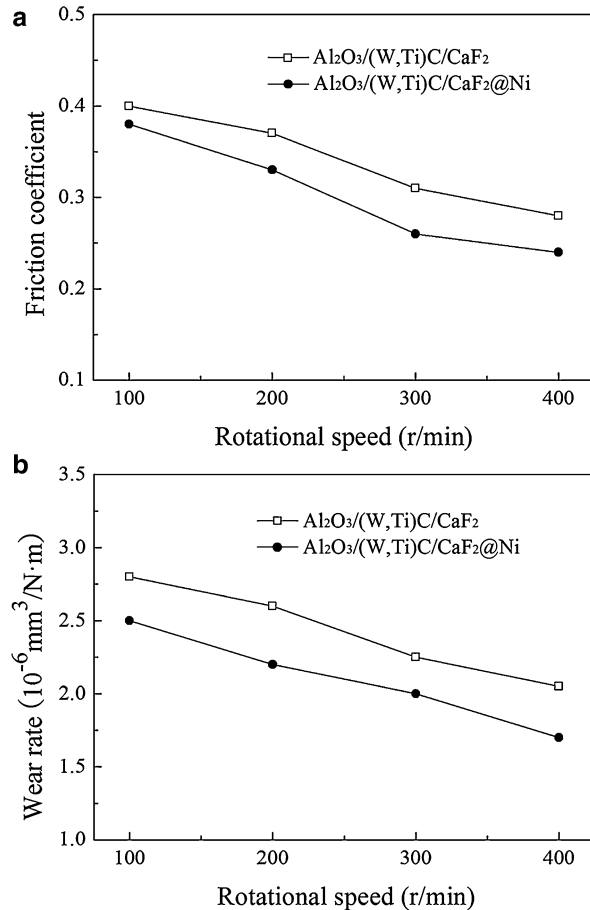 a
Al₂O₃/(W,Ti)C/CaF₂
Al₂O₃/(W,Ti)C/CaF₂@Ni
Friction coefficient
0.5
0.4
0.3
0.2
0.1
100 200 300 400
Rotational speed (r/min)
b
Al₂O₃/(W,Ti)C/CaF₂
Al₂O₃/(W,Ti)C/CaF₂@Ni
Wear rate (10⁻⁶mm³/N·m)
3.5
3.0
2.5
2.0
1.5
1.0
100 200 300 400
Rotational speed (r/min)